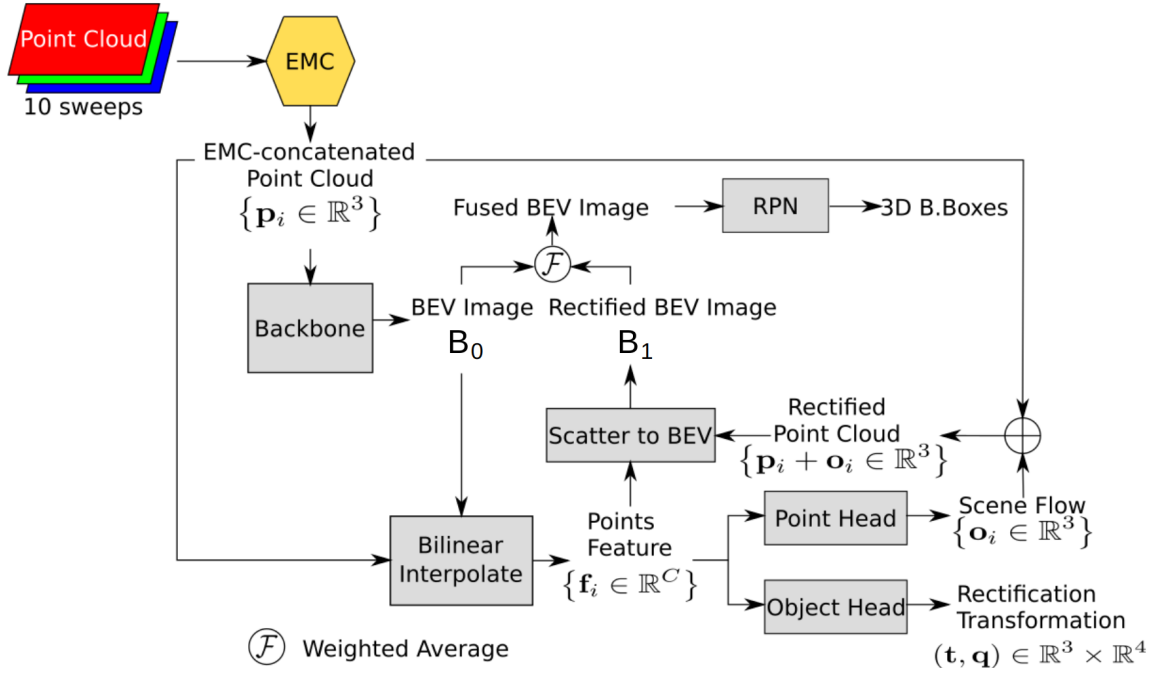 Point Cloud
10 sweeps
EMC
EMC-concatenated
Point Cloud
{p_i ∈ ℝ^3}
Fused BEV Image
RPN
3D B.Boxes
ℱ
Backbone
BEV Image
B_0
Rectified BEV Image
B_1
Scatter to BEV
Rectified
Point Cloud
{p_i + o_i ∈ ℝ^3}
Bilinear
Interpolate
Points
Feature
{f_i ∈ ℝ^C}
Point Head
Scene Flow
{o_i ∈ ℝ^3}
Object Head
Rectification
Transformation
(t, q) ∈ ℝ^3 × ℝ^4
ℱ Weighted Average